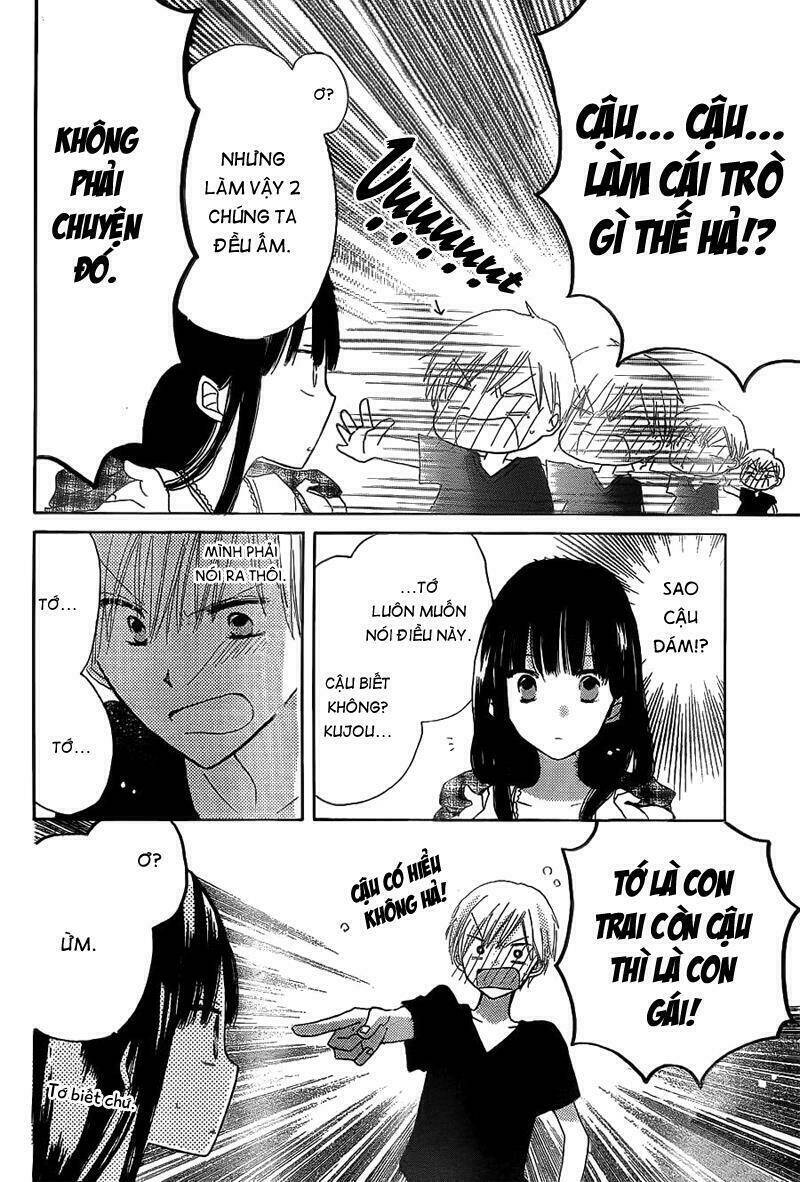 CẬU... CẬU...
LÀM CÁI TRÒ
GÌ THẾ HẢ!?
Vuuuuuut
Ơ?
NHƯNG
LÀM VẬY 2
CHÚNG TA
ĐỀU ẤM.
KHÔNG
PHẢI
CHUYỆN
ĐÓ.
SAO
CẬU
DÁM!?
...TỚ
LUÔN MUỐN
NÓI ĐIỀU NÀY.
CẬU BIẾT
KHÔNG?
KUJOU...
MÌNH PHẢI
NÓI RA THÔI.
TỚ...
TỚ...
TỚ LÀ CON
TRAI CÒN CẬU
THÌ LÀ CON
GÁI!
CẬU CÓ HIỂU
KHÔNG HẢ!
Ơ?
ỪM.
Tớ biết chứ.